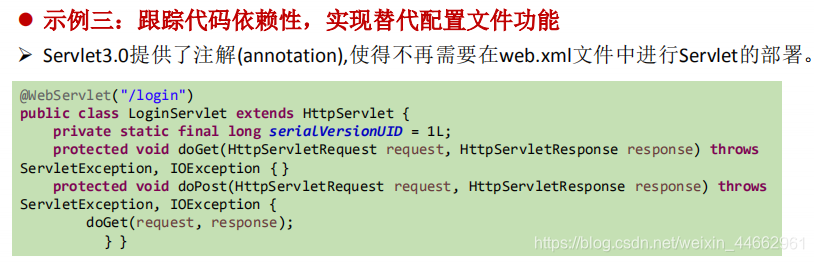 ● 示例三：跟踪代码依赖性，实现替代配置文件功能
➢ Servlet3.0提供了注解(annotation),使得不再需要在web.xml文件中进行Servlet的部署。
@WebServlet("/login")
public class LoginServlet extends HttpServlet {
    private static final long serialVersionUID = 1L;
    protected void doGet(HttpServletRequest request, HttpServletResponse response) throws
ServletException, IOException { }
    protected void doPost(HttpServletRequest request, HttpServletResponse response) throws
ServletException, IOException {
        doGet(request, response);
          } }
https://blog.csdn.net/weixin_44662961